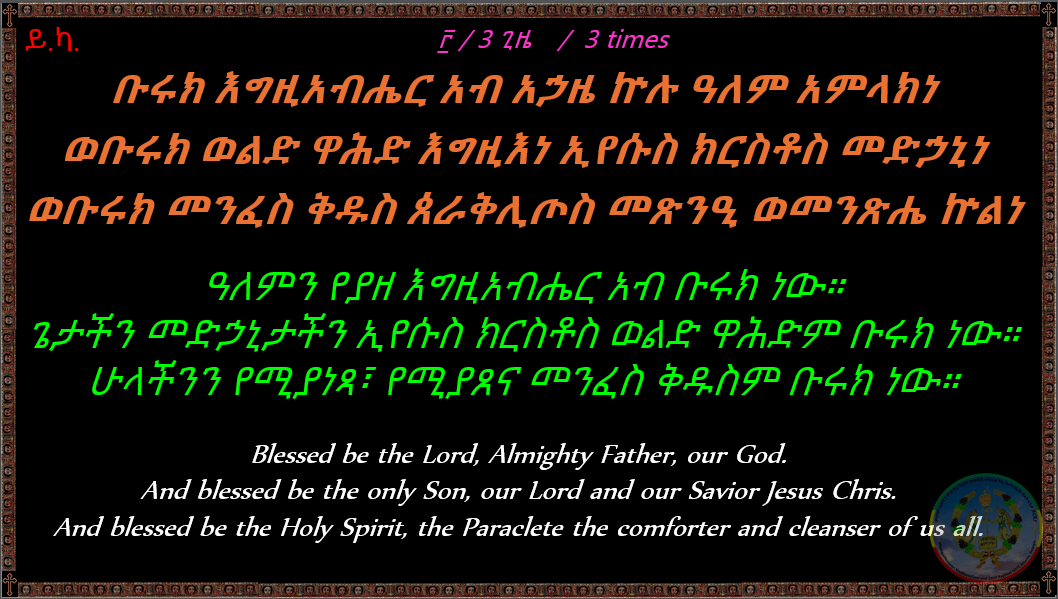 ይ.ካ.
፫ / 3 ጊዜ / 3 times
ቡሩክ እግዚአብሔር አብ አኃዜ ኵሉ ዓለም አምላክነ
ወቡሩክ ወልድ ዋሕድ እግዚእነ ኢየሱስ ክርስቶስ መድኃኒነ
ወቡሩክ መንፈስ ቅዱስ ጰራቅሊጦስ መጽንዒ ወመንጽሔ ኵልነ
ዓለምን የያዘ እግዚአብሔር አብ ቡሩክ ነው።
ጌታችን መድኃኒታችን ኢየሱስ ክርስቶስ ወልድ ዋሕድም ቡሩክ ነው።
ሁላችንን የሚያነጻ፣ የሚያጸና መንፈስ ቅዱስም ቡሩክ ነው።
Blessed be the Lord, Almighty Father, our God.
And blessed be the only Son, our Lord and our Savior Jesus Chris.
And blessed be the Holy Spirit, the Paraclete the comforter and cleanser of us all.